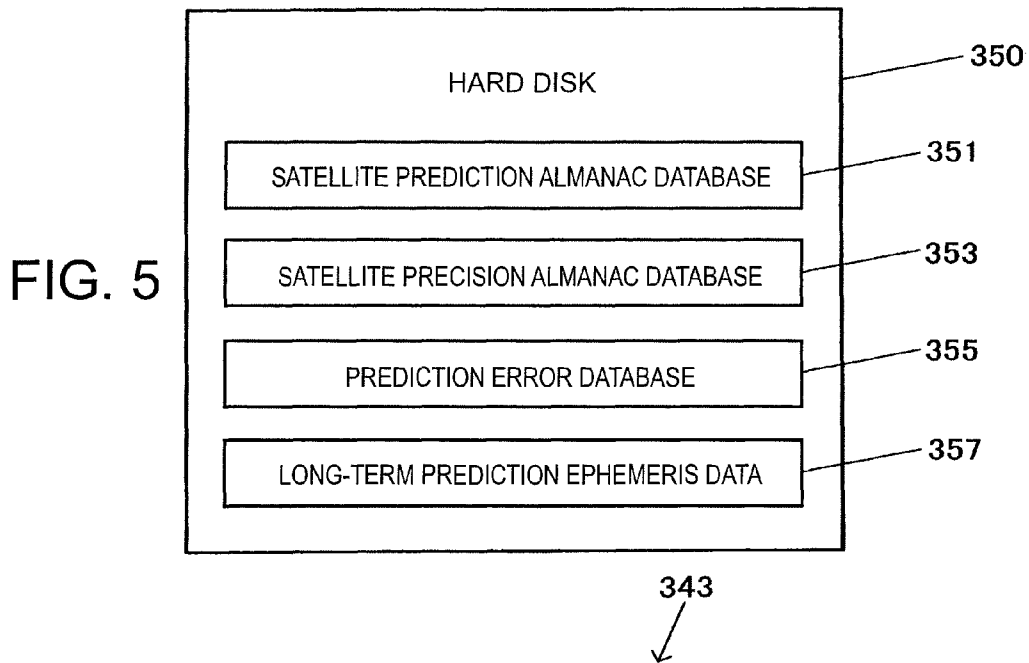 350
HARD DISK
351
SATELLITE PREDICTION ALMANAC DATABASE
353
SATELLITE PRECISION ALMANAC DATABASE
FIG. 5
355
PREDICTION ERROR DATABASE
357
LONG-TERM PREDICTION EPHEMERIS DATA
343